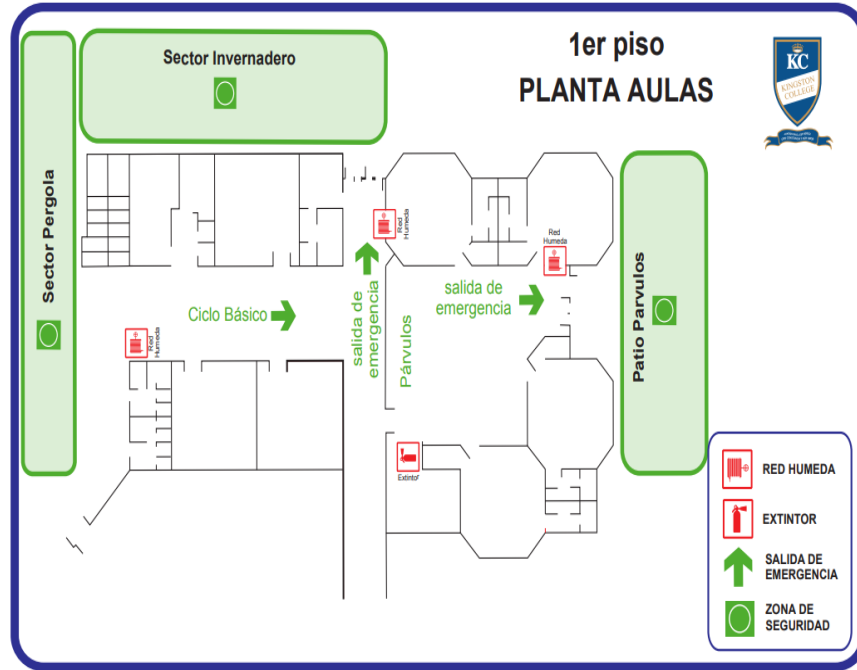 1er piso
PLANTA AULAS
KC
KINGSTON
COLLEGE
Sector Invernadero
Sector Pergola
Red
Humeda
Red
Humeda
Ciclo Básico
salida de
emergencia
Párvulos
salida de
emergencia
Red
Humeda
Patio Parvulos
Extintor
RED HUMEDA
EXTINTOR
SALIDA DE
EMERGENCIA
ZONA DE
SEGURIDAD